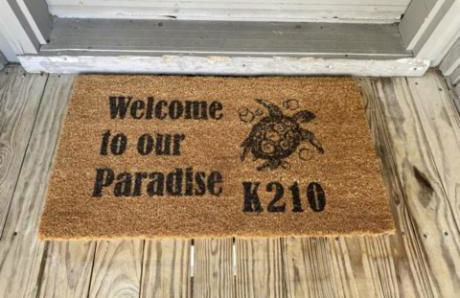 Welcome
to our
Paradise
K210